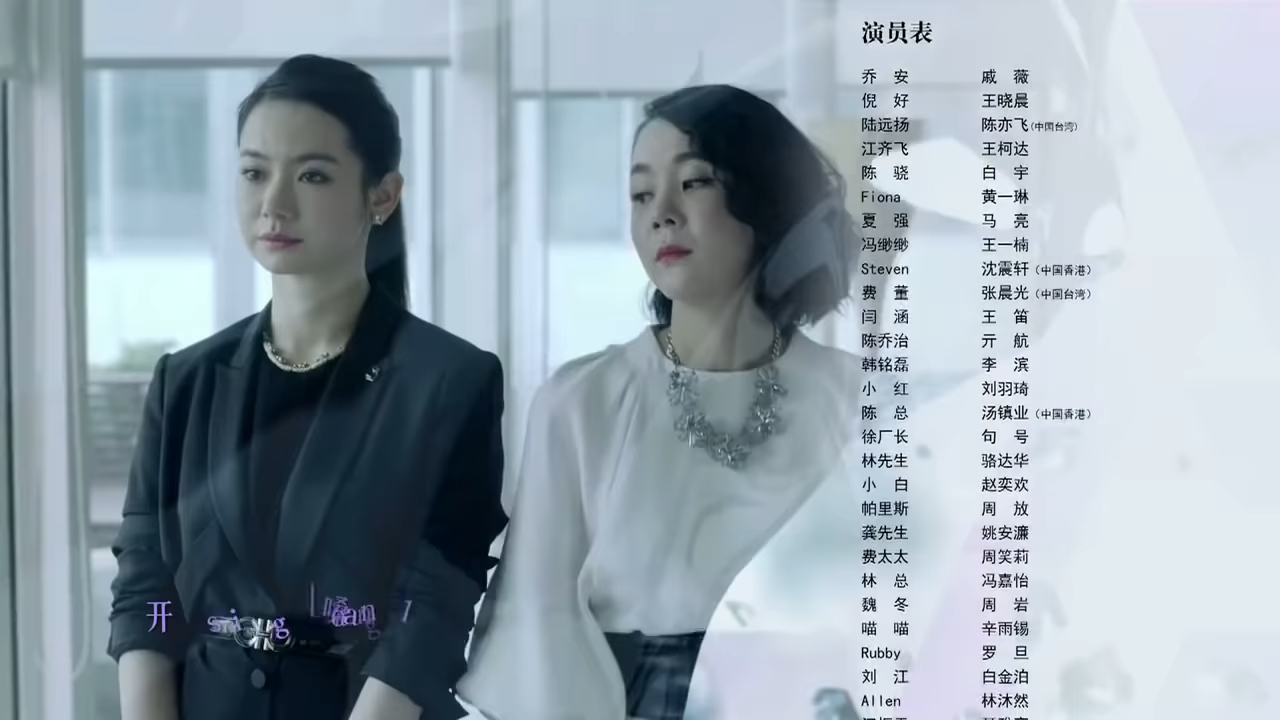 演员表
乔 安 戚 薇
倪 好 王晓晨
陆远扬 陈亦飞(中国台湾)
江齐飞 王柯达
陈 骁 白 宇
Fiona 黄一琳
夏 强 马 亮
冯缈缈 王一楠
Steven 沈震轩(中国香港)
费 董 张晨光(中国台湾)
闫 涵 王 笛
陈乔治 亓 航
韩铭磊 李 滨
小 红 刘羽琦
陈 总 汤镇业(中国香港)
徐厂长 句 号
林先生 骆达华
小 白 赵奕欢
帕里斯 周 放
龚先生 姚安濂
费太太 周笑莉
林 总 冯嘉怡
魏 冬 周 岩
喵 喵 辛雨锡
Rubby 罗 旦
刘 江 白金泊
Allen 林沐然
开